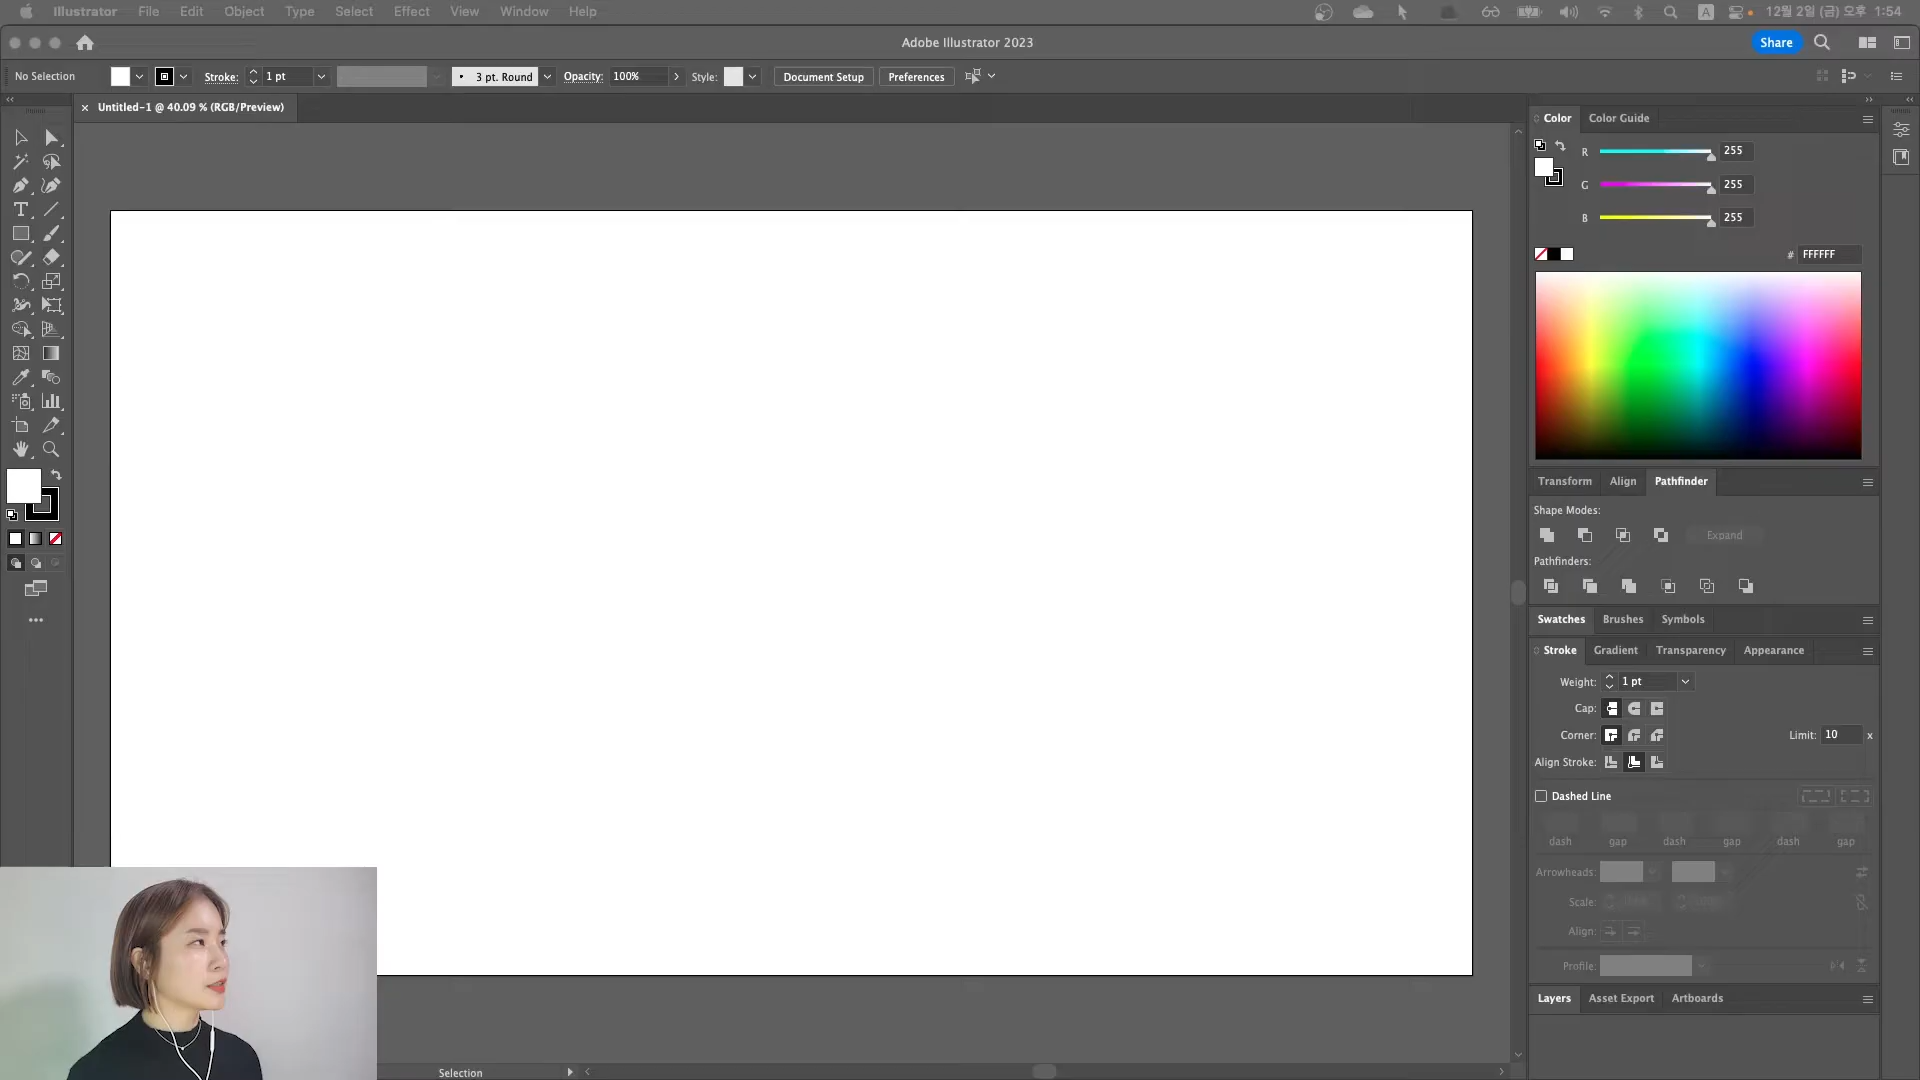 Illustrator File Edit Object Type Select Effect View Window Help
A 12월 2일 (금) 오후 1:54
Adobe Illustrator 2023
Share
No Selection
Stroke: 1 pt
3 pt. Round
Opacity: 100%
Style:
Document Setup
Preferences
× Untitled-1 @ 40.09 % (RGB/Preview)
Color Color Guide
R 255
G 255
B 255
# FFFFFF
Transform Align Pathfinder
Shape Modes:
Expand
Pathfinders:
Swatches Brushes Symbols
Stroke Gradient Transparency Appearance
Weight: 1 pt
Cap:
Corner: Limit: 10 x
Align Stroke:
Dashed Line
dash gap dash gap dash gap
Arrowheads:
Scale:
Align:
Profile:
Layers Asset Export Artboards
Selection